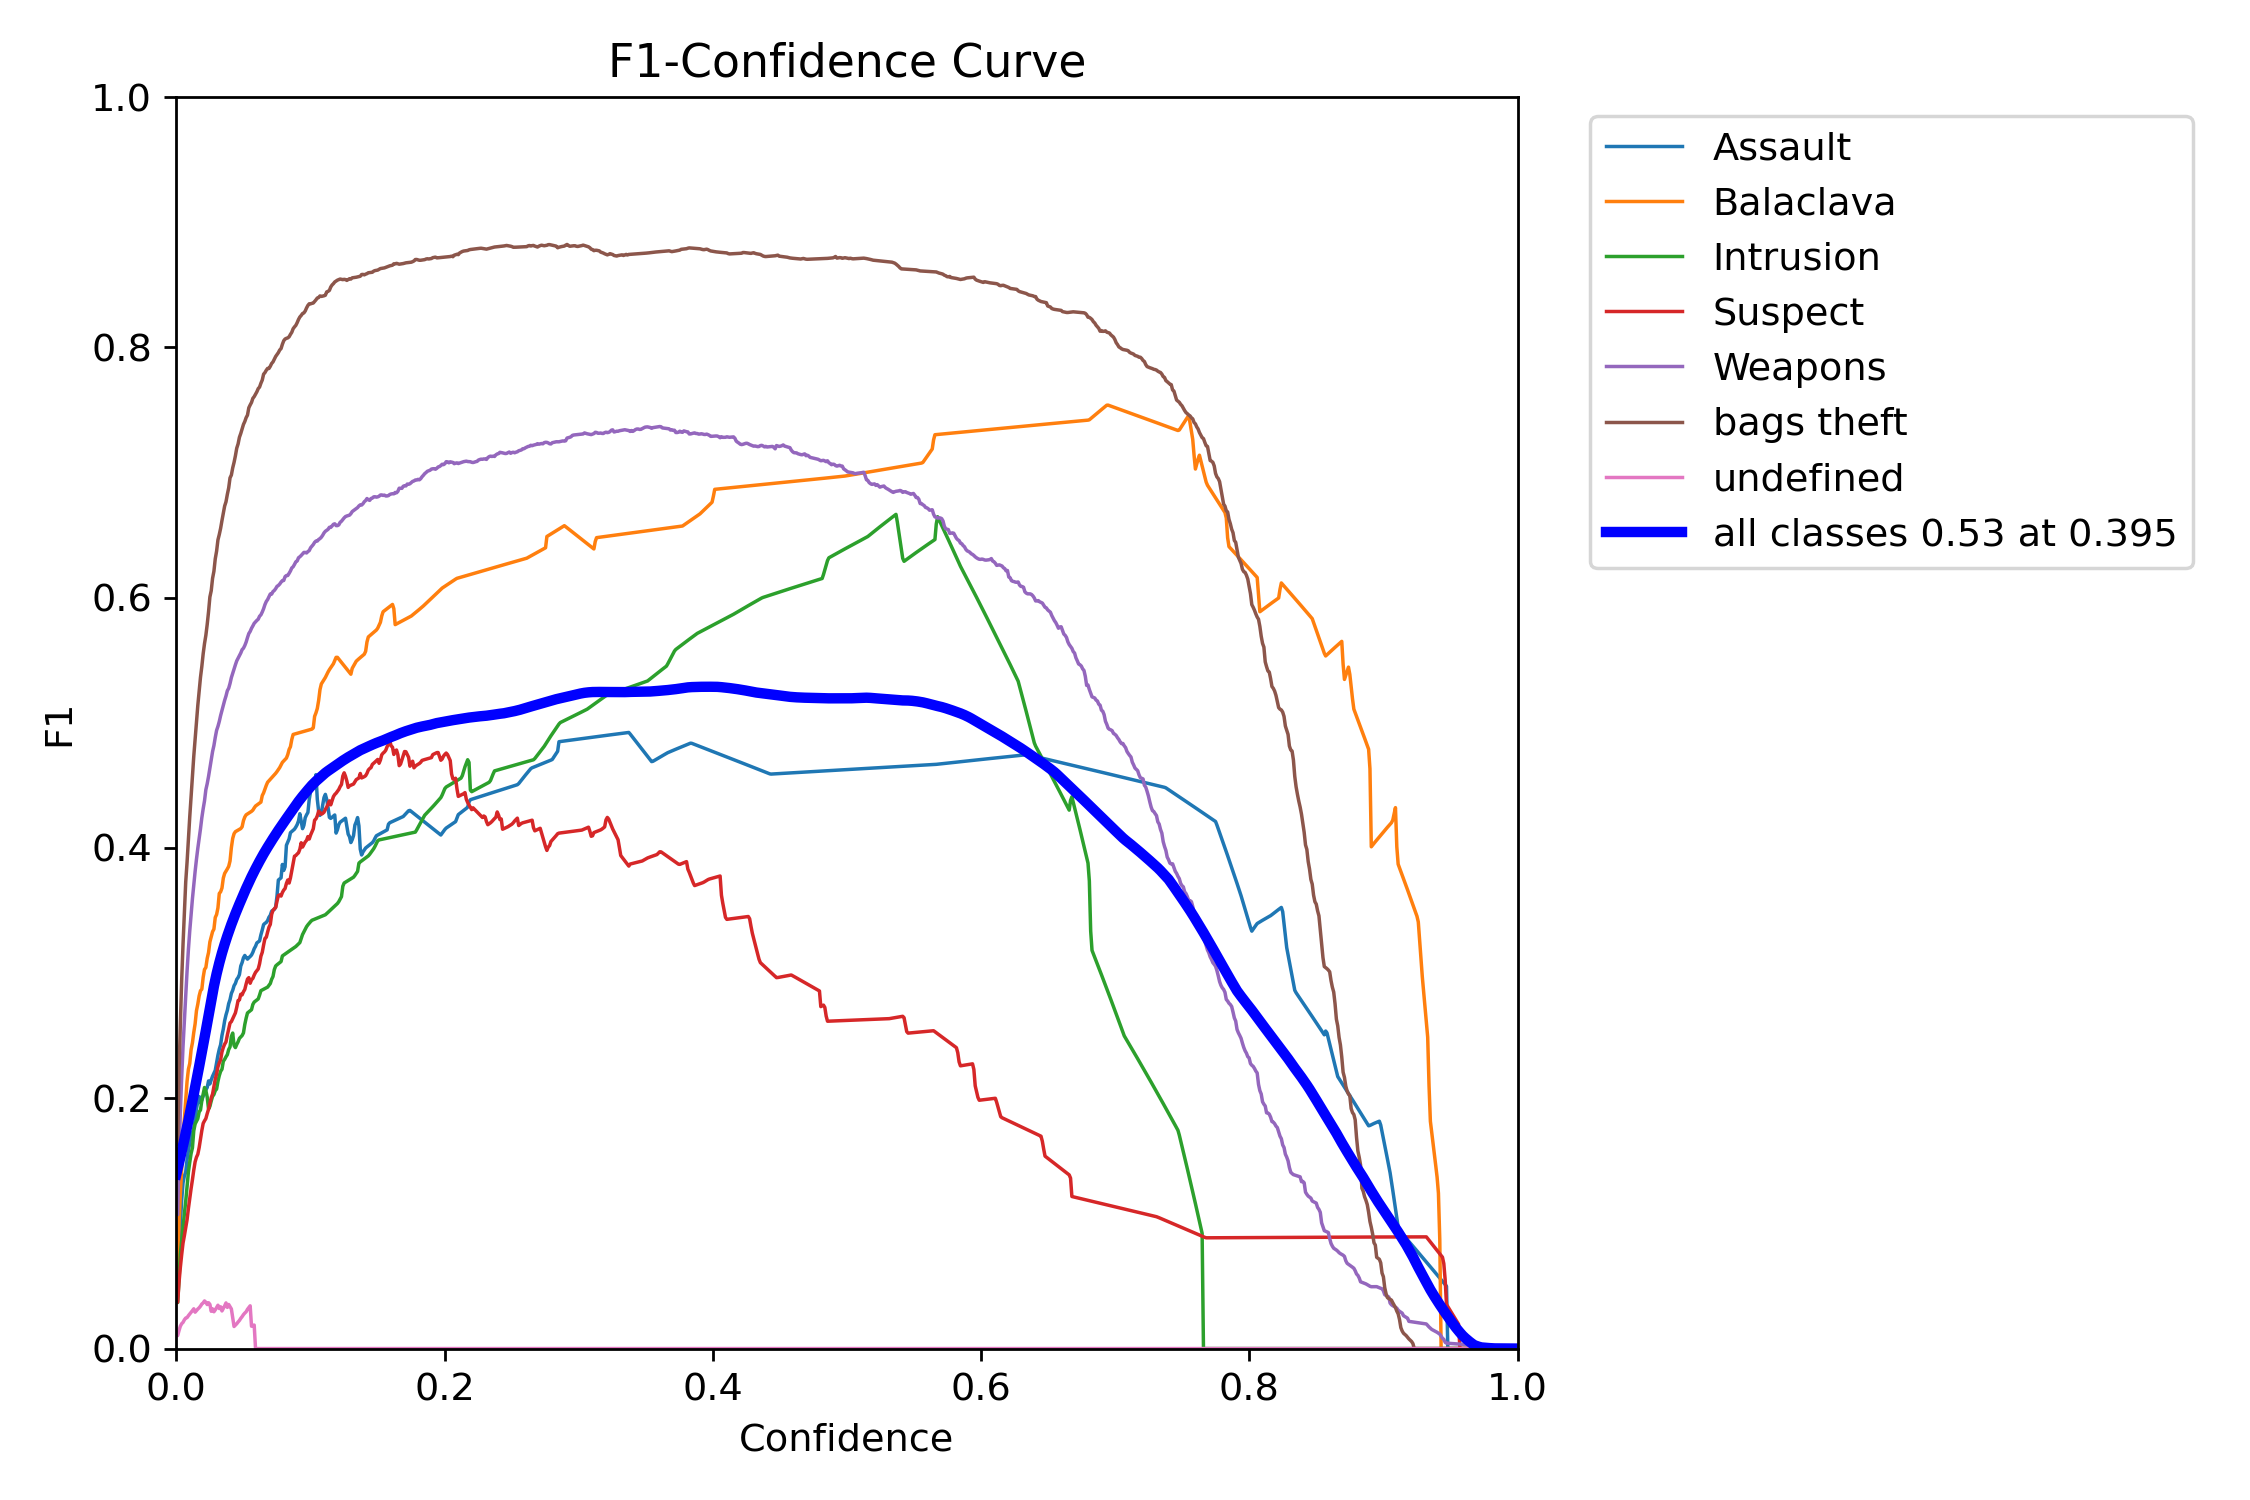 F1-Confidence Curve
1.0
0.8
0.6
0.4
0.2
0.0
F1
0.0 0.2 0.4 0.6 0.8 1.0
Confidence
Assault
Balaclava
Intrusion
Suspect
Weapons
bags theft
undefined
all classes 0.53 at 0.395